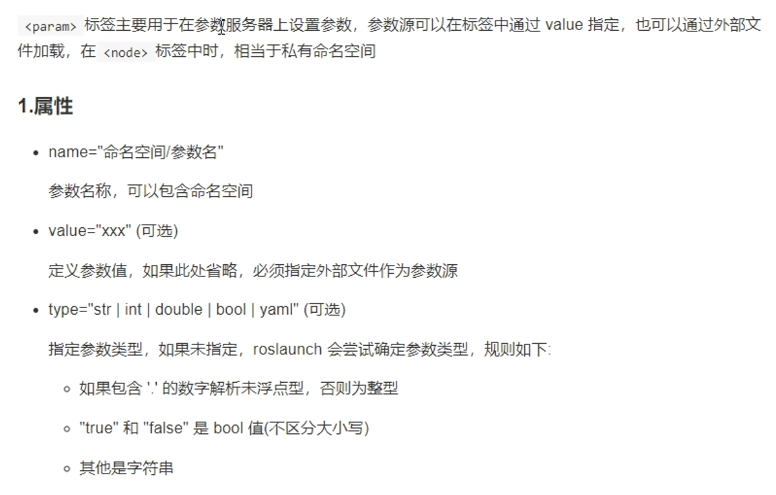 <param> 标签主要用于在参数服务器上设置参数，参数源可以在标签中通过 value 指定，也可以通过外部文
件加载，在 <node> 标签中时，相当于私有命名空间
1.属性
name="命名空间/参数名"
参数名称，可以包含命名空间
value="xxx" (可选)
定义参数值，如果此处省略，必须指定外部文件作为参数源
type="str | int | double | bool | yaml" (可选)
指定参数类型，如果未指定，roslaunch 会尝试确定参数类型，规则如下:
如果包含 '.' 的数字解析未浮点型，否则为整型
"true" 和 "false" 是 bool 值(不区分大小写)
其他是字符串